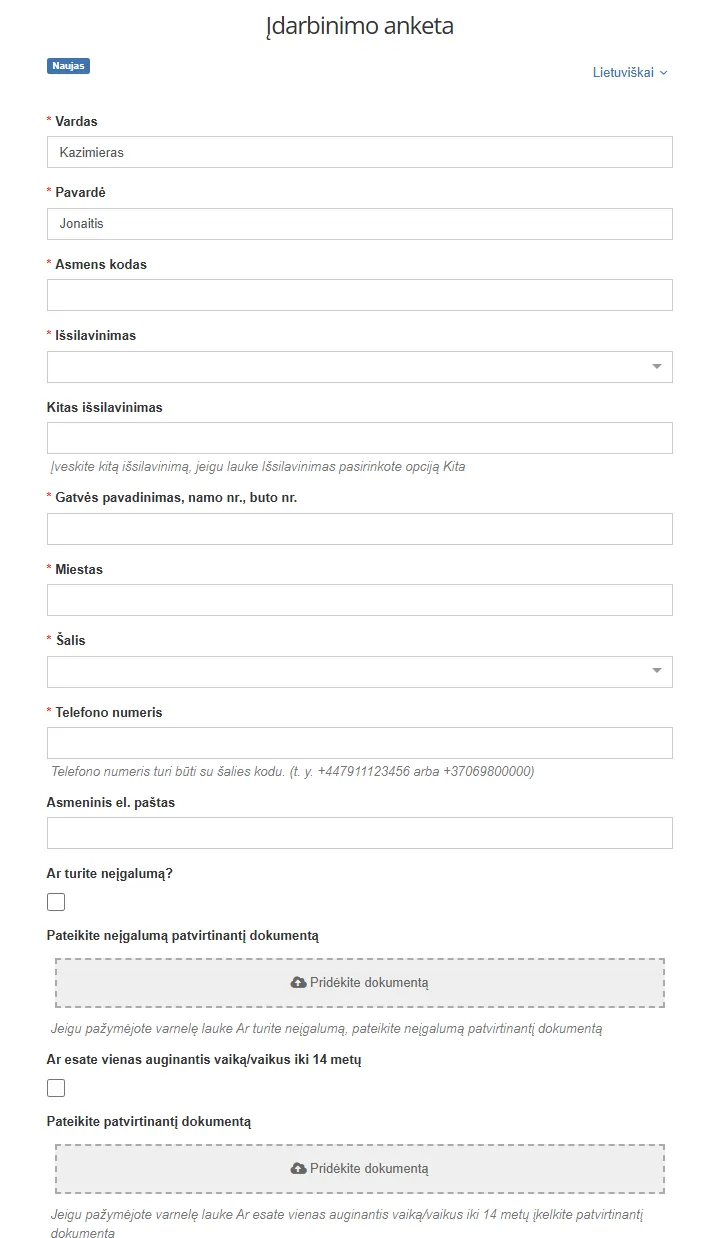 Įdarbinimo anketa
Naujas
Lietuviškai
* Vardas
Kazimieras
* Pavardė
Jonaitis
* Asmens kodas
* Išsilavinimas
Kitas išsilavinimas
Įveskite kitą išsilavinimą, jeigu lauke Išsilavinimas pasirinkote opciją Kita
* Gatvės pavadinimas, namo nr., buto nr.
* Miestas
* Šalis
* Telefono numeris
Telefono numeris turi būti su šalies kodu. (t. y. +447911123456 arba +37069800000)
Asmeninis el. paštas
Ar turite neįgalumą?
Pateikite neįgalumą patvirtinantį dokumentą
Pridėkite dokumentą
Jeigu pažymėjote varnelę lauke Ar turite neįgalumą, pateikite neįgalumą patvirtinantį dokumentą
Ar esate vienas auginantis vaiką/vaikus iki 14 metų
Pateikite patvirtinantį dokumentą
Pridėkite dokumentą
Jeigu pažymėjote varnelę lauke Ar esate vienas auginantis vaiką/vaikus iki 14 metų įkelkite patvirtinantį
dokumentą